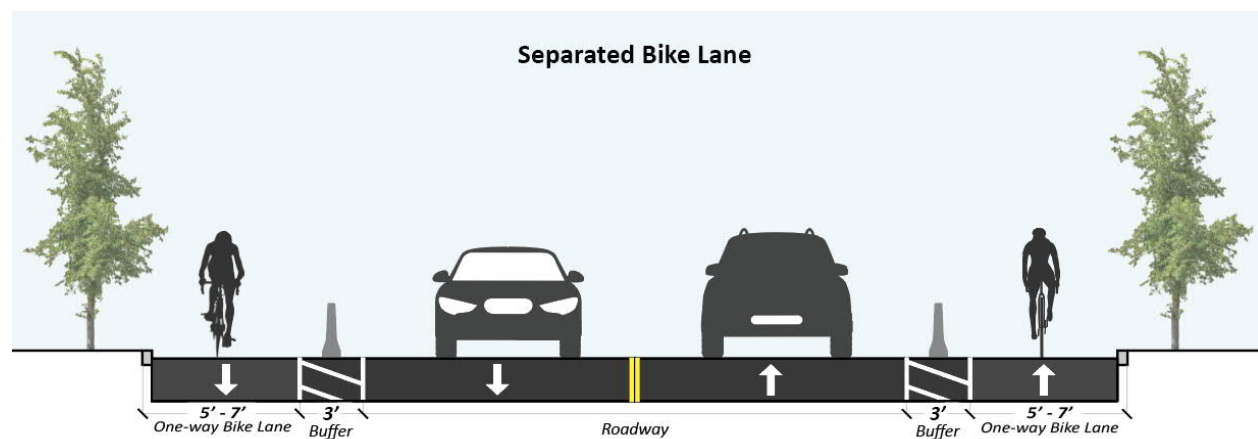 Separated Bike Lane
5' - 7'
One-way Bike Lane
3'
Buffer
Roadway
3'
Buffer
5' - 7'
One-way Bike Lane